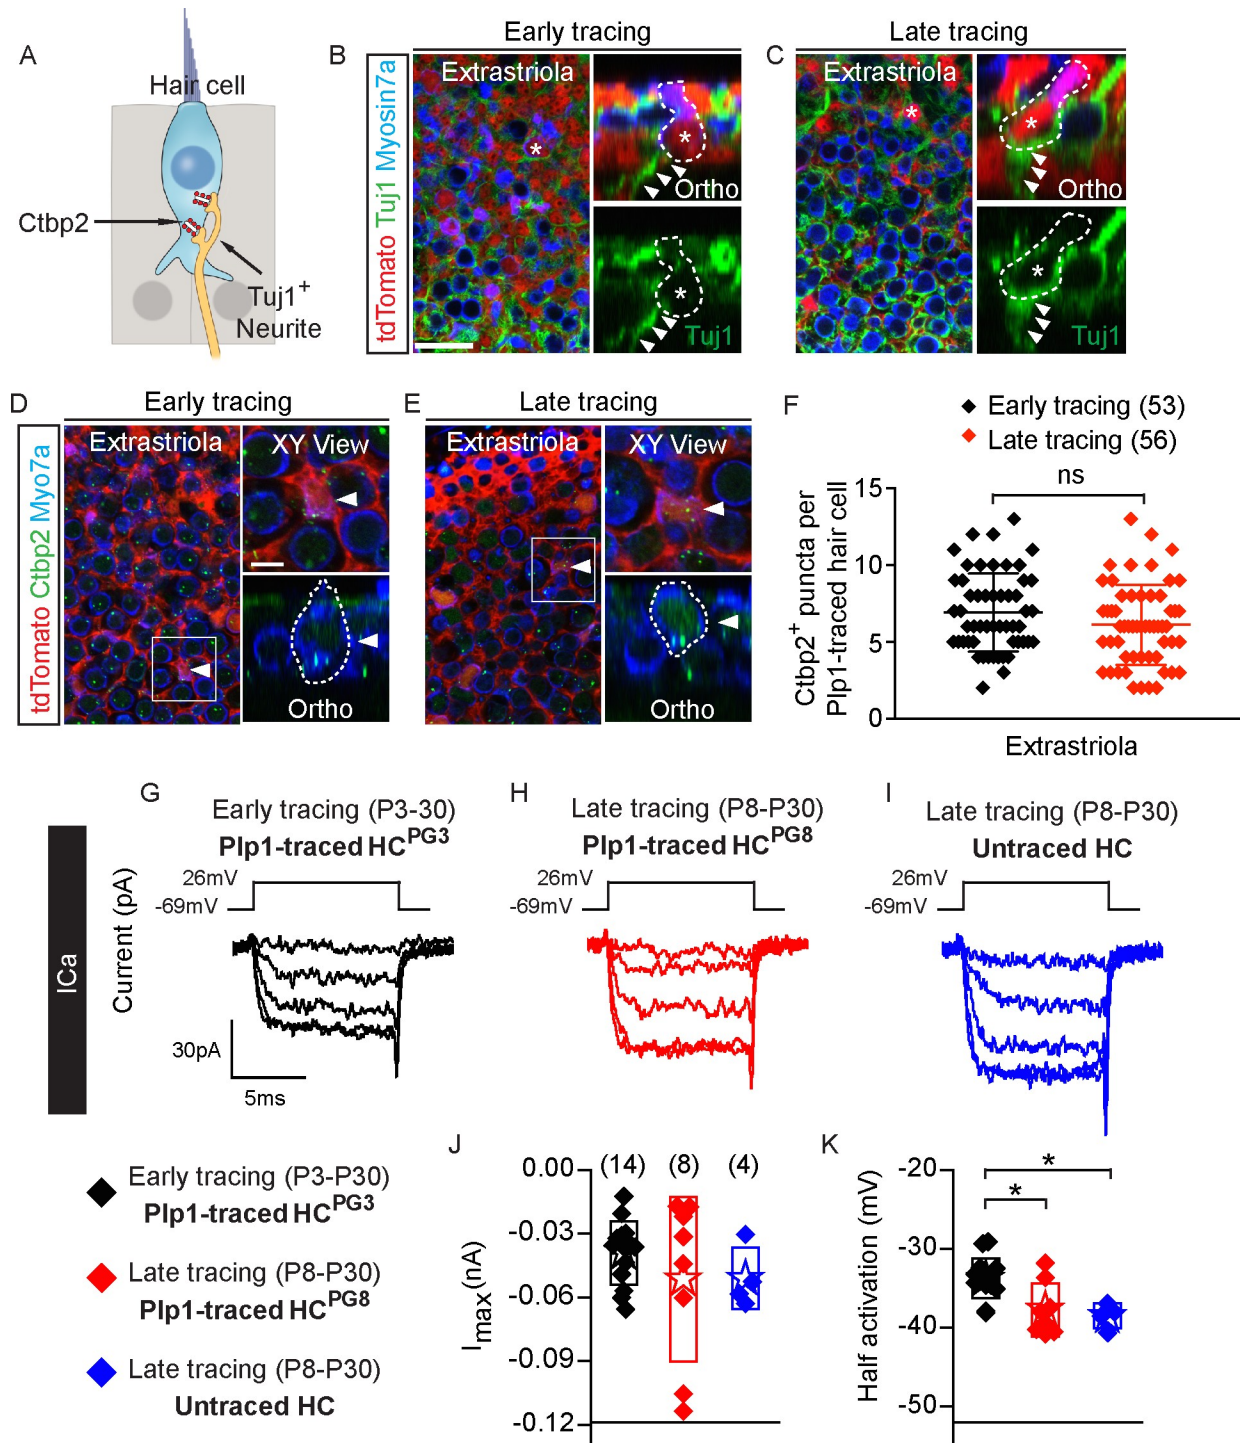 A
Hair cell
Ctbp2
Tuj1+
Neurite
tdTomato Tuj1 Myosin7a
Early tracing
B
Extrastriola
Ortho
Tuj1
Late tracing
C
Extrastriola
Ortho
Tuj1
tdTomato Ctbp2 Myo7a
D
Early tracing
Extrastriola
XY View
Ortho
E
Late tracing
Extrastriola
XY View
Ortho
F
Early tracing (53)
Late tracing (56)
ns
Ctbp2+ puncta per
Plp1-traced hair cell
15
10
5
0
Extrastriola
ICa
G
Early tracing (P3-30)
Plp1-traced HCPG3
26mV
-69mV
Current (pA)
30pA
5ms
H
Late tracing (P8-P30)
Plp1-traced HCPG8
26mV
-69mV
I
Late tracing (P8-P30)
Untraced HC
26mV
-69mV
Early tracing (P3-P30)
Plp1-traced HCPG3
Late tracing (P8-P30)
Plp1-traced HCPG8
Late tracing (P8-P30)
Untraced HC
J
(14) (8) (4)
Imax(nA)
0.00
-0.03
-0.06
-0.09
-0.12
K
*
*
Half activation (mV)
-20
-30
-40
-50